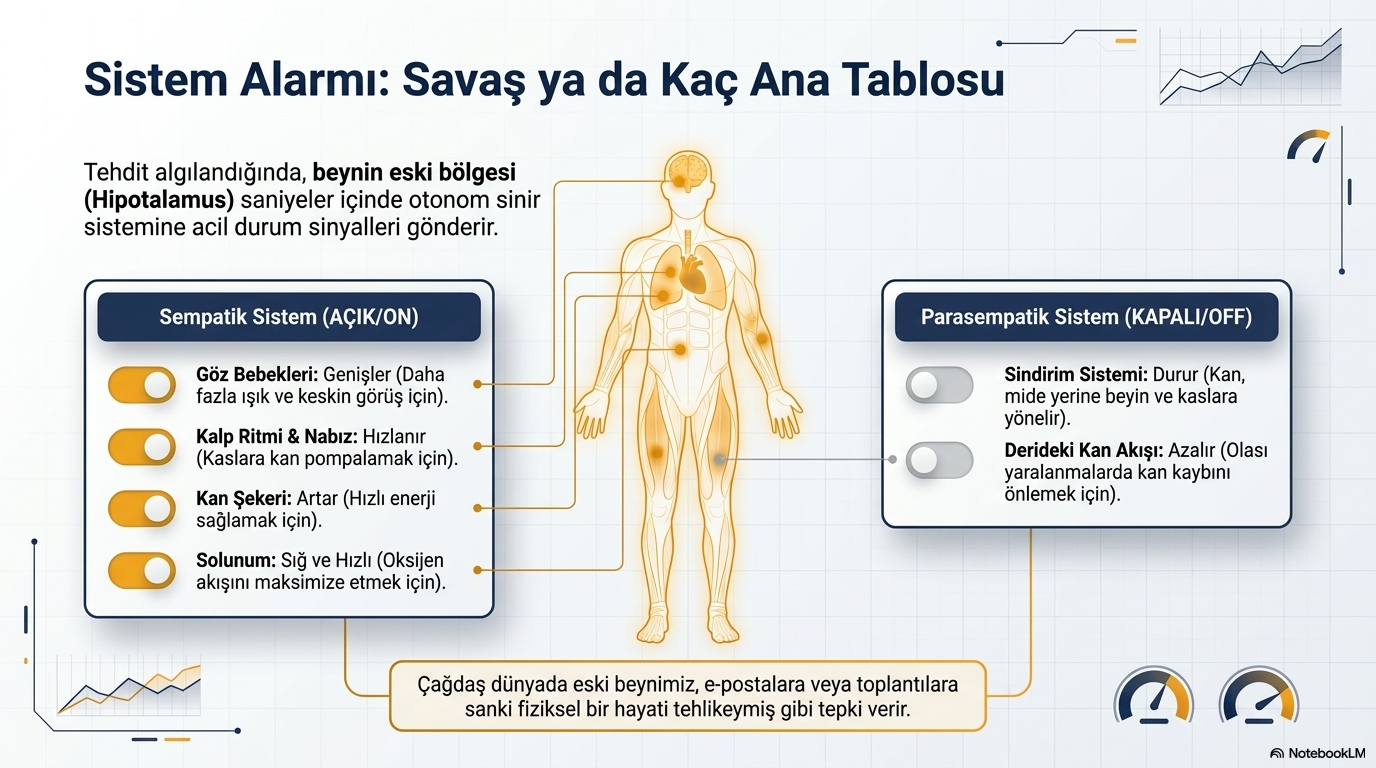 Sistem Alarmı: Savaş ya da Kaç Ana Tablosu
Tehdit algılandığında, beynin eski bölgesi
(Hipotalamus) saniyeler içinde otonom sinir
sistemine acil durum sinyalleri gönderir.
Sempatik Sistem (AÇIK/ON)
Göz Bebekleri: Genişler (Daha
fazla ışık ve keskin görüş için).
Kalp Ritmi & Nabız: Hızlanır
(Kaslara kan pompalamak için).
Kan Şekeri: Artar (Hızlı enerji
sağlamak için).
Solunum: Sığ ve Hızlı (Oksijen
akışını maksimize etmek için).
Parasempatik Sistem (KAPALI/OFF)
Sindirim Sistemi: Durur (Kan,
mide yerine beyin ve kaslara
yönelir).
Derideki Kan Akışı: Azalır (Olası
yaralanmalarda kan kaybını
önlemek için).
Çağdaş dünyada eski beynimiz, e-postalara veya toplantılara
sanki fiziksel bir hayati tehlikeymiş gibi tepki verir.
NotebookLM